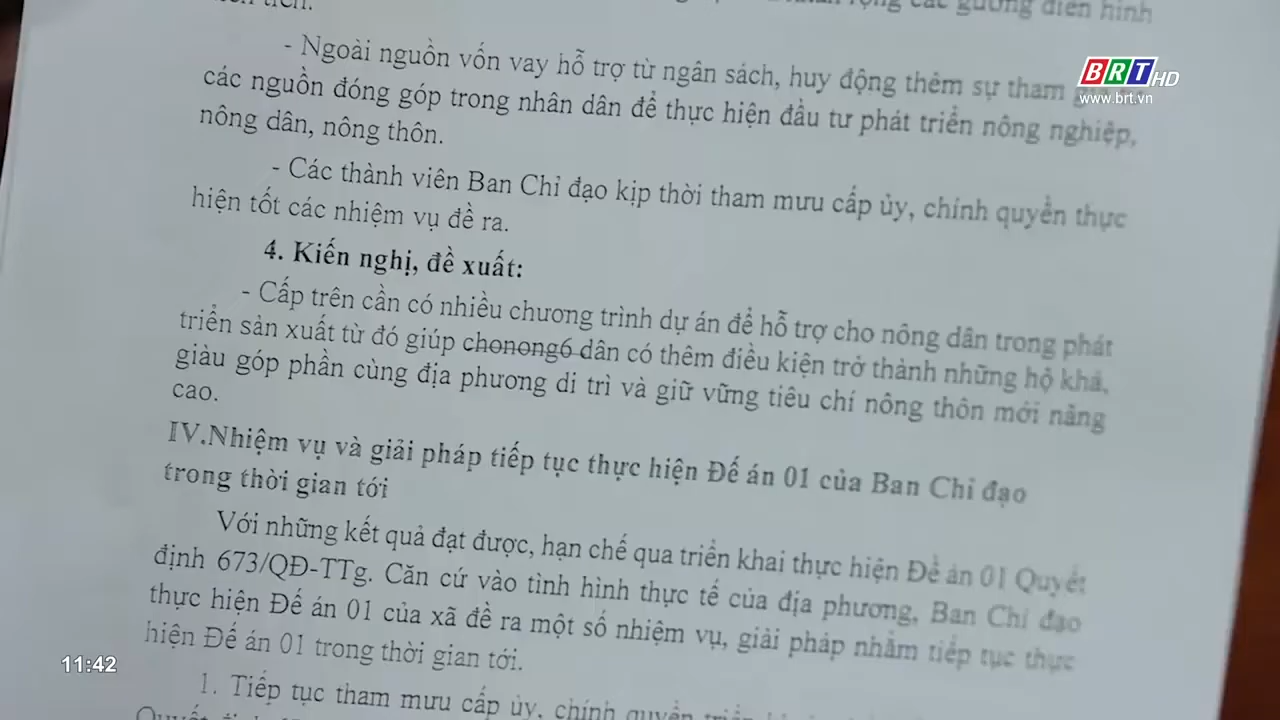 các gương điển hình
- Ngoài nguồn vốn vay hỗ trợ từ ngân sách, huy động thêm sự tham
các nguồn đóng góp trong nhân dân để thực hiện đầu tư phát triển nông nghiệp,
nông dân, nông thôn.
- Các thành viên Ban Chỉ đạo kịp thời tham mưu cấp ủy, chính quyền thực
hiện tốt các nhiệm vụ đề ra.
4. Kiến nghị, đề xuất:
- Cấp trên cần có nhiều chương trình dự án để hỗ trợ cho nông dân trong phát
triển sản xuất từ đó giúp chonong6 dân có thêm điều kiện trở thành những hộ khá,
giàu góp phần cùng địa phương di trì và giữ vững tiêu chí nông thôn mới nâng
cao.
IV.Nhiệm vụ và giải pháp tiếp tục thực hiện Đế án 01 của Ban Chỉ đạo
trong thời gian tới
Với những kết quả đạt được, hạn chế qua triển khai thực hiện Đề án 01 Quyết
định 673/QĐ-TTg. Căn cứ vào tình hình thực tế của địa phương, Ban Chỉ đạo
thực hiện Đế án 01 của xã đề ra một số nhiệm vụ, giải pháp nhằm tiếp tục thực
hiện Đế án 01 trong thời gian tới.
1. Tiếp tục tham mưu cấp ủy, chính quyền
BRT HD
www.brt.vn
11:42